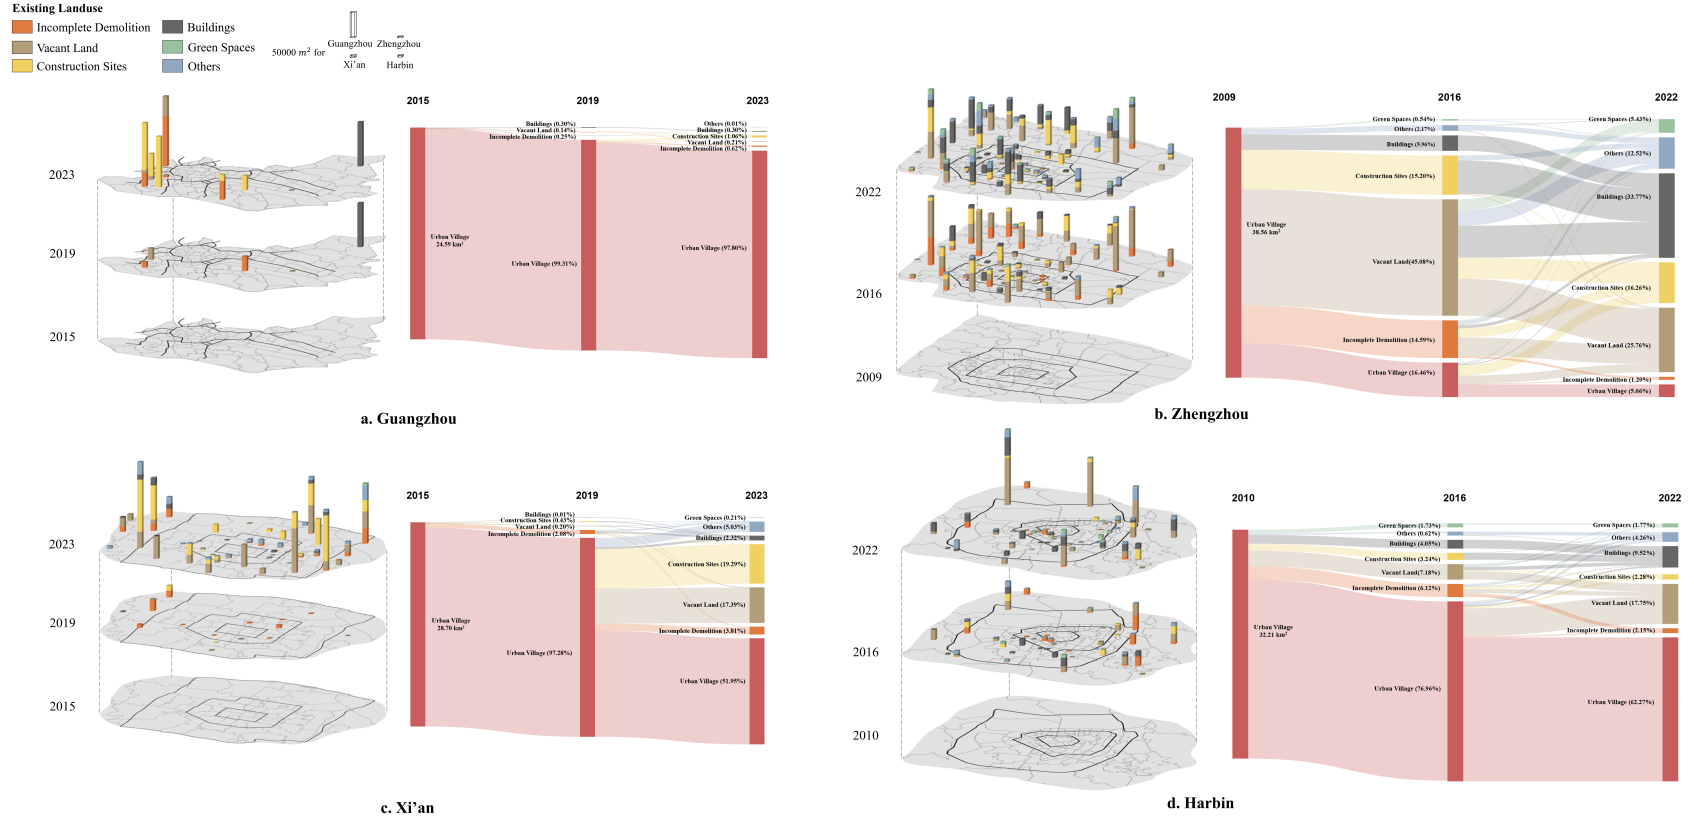 Existing Landuse
Incomplete Demolition
Buildings
Vacant Land
Green Spaces
Construction Sites
Others
50000 m² for
Guangzhou
Zhengzhou
Xi'an
Harbin
2023
2019
2015
2015
2019
2023
Urban Village
24.59 km²
Buildings (0.30%)
Vacant Land (0.14%)
Incomplete Demolition (0.25%)
Urban Village (99.31%)
Others (0.01%)
Buildings (0.30%)
Construction Sites (1.06%)
Vacant Land (0.21%)
Incomplete Demolition (0.62%)
Urban Village (97.80%)
a. Guangzhou
2022
2016
2009
2009
2016
2022
Urban Village
38.56 km²
Green Spaces (0.54%)
Others (2.17%)
Buildings (5.96%)
Construction Sites (15.20%)
Vacant Land(45.08%)
Incomplete Demolition (14.59%)
Urban Village (16.46%)
Green Spaces (5.43%)
Others (12.52%)
Buildings (33.77%)
Construction Sites (16.26%)
Vacant Land (25.76%)
Incomplete Demolition (1.20%)
Urban Village (5.06%)
b. Zhengzhou
2023
2019
2015
2015
2019
2023
Urban Village
28.70 km²
Buildings (0.01%)
Construction Sites (0.43%)
Vacant Land (0.20%)
Incomplete Demolition (2.08%)
Urban Village (97.28%)
Green Spaces (0.21%)
Others (5.03%)
Buildings (2.32%)
Construction Sites (19.29%)
Vacant Land (17.39%)
Incomplete Demolition (3.81%)
Urban Village (51.95%)
c. Xi'an
2022
2016
2010
2010
2016
2022
Urban Village
32.21 km²
Green Spaces (1.73%)
Others (0.62%)
Buildings (4.05%)
Construction Sites (3.24%)
Vacant Land(7.18%)
Incomplete Demolition (6.12%)
Urban Village (76.96%)
Green Spaces (1.77%)
Others (4.26%)
Buildings (9.52%)
Construction Sites (2.28%)
Vacant Land (17.75%)
Incomplete Demolition (2.15%)
Urban Village (62.27%)
d. Harbin